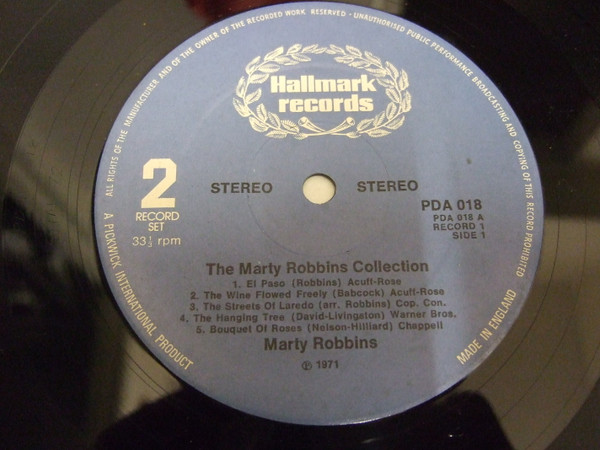 ALL RIGHTS OF THE MANUFACTURER, AND OF THE OWNER OF THE RECORDED WORK RESERVED - UNAUTHORISED PUBLIC PERFORMANCE BROADCASTING AND COPYING OF THIS RECORD PROHIBITED
Hallmark
records
2
RECORD
SET
33⅓ rpm
STEREO STEREO
PDA 018
PDA 018 A
RECORD 1
SIDE 1
The Marty Robbins Collection
1. El Paso (Robbins) Acuff-Rose
2. The Wine Flowed Freely (Babcock) Acuff-Rose
3. The Streets Of Laredo (arr. Robbins) Cop. Con.
4. The Hanging Tree (David-Livingston) Warner Bros.
5. Bouquet Of Roses (Nelson-Hilliard) Chappell
Marty Robbins
℗ 1971
A PICKWICK INTERNATIONAL PRODUCT
MADE IN ENGLAND